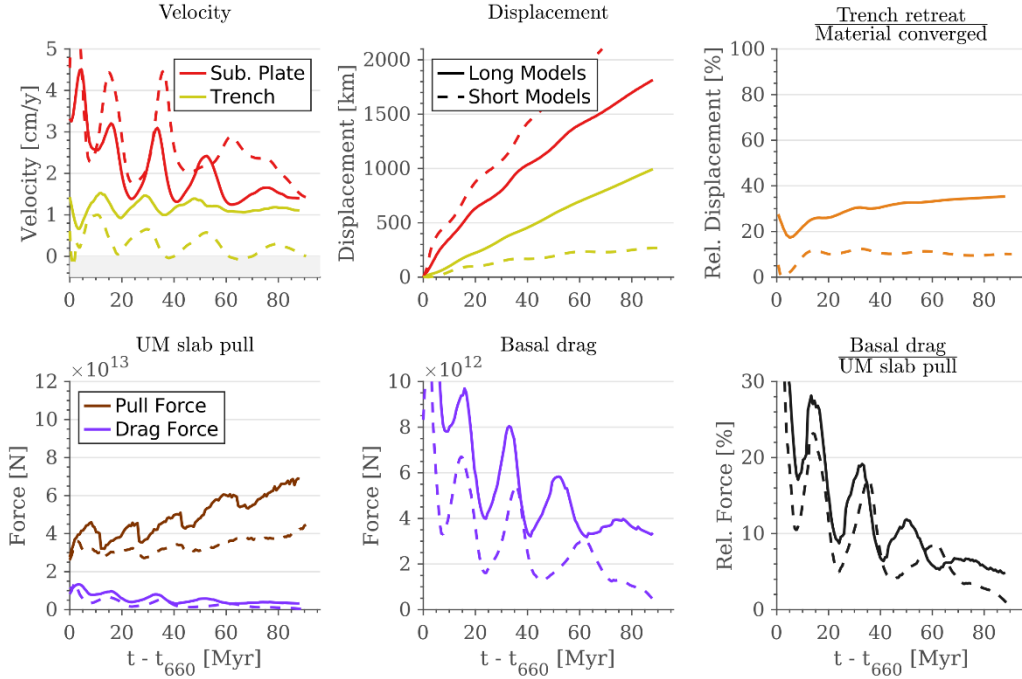 Velocity
Displacement
Trench retreat
Material converged
5
4
3
2
1
0
Velocity [cm/y]
Sub. Plate
Trench
0 20 40 60 80
2000
1500
1000
500
0
Displacement [km]
Long Models
Short Models
0 20 40 60 80
100
80
60
40
20
0
Rel. Displacement [%]
0 20 40 60 80
UM slab pull
Basal drag
Basal drag
UM slab pull
×10^13
12
10
8
6
4
2
0
Force [N]
Pull Force
Drag Force
0 20 40 60 80
t - t_660 [Myr]
×10^12
10
8
6
4
2
0
Force [N]
0 20 40 60 80
t - t_660 [Myr]
30
20
10
0
Rel. Force [%]
0 20 40 60 80
t - t_660 [Myr]